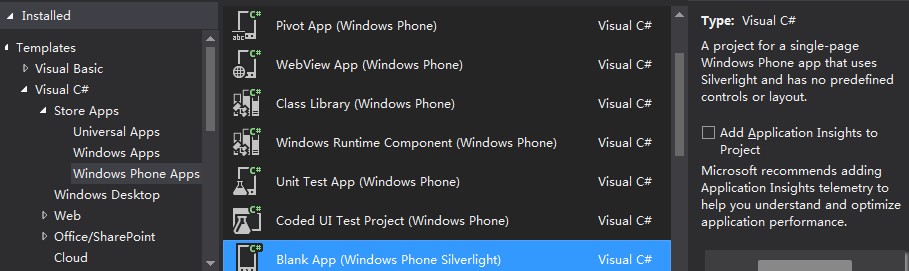 Installed
Templates
Visual Basic
Visual C#
Store Apps
Universal Apps
Windows Apps
Windows Phone Apps
Windows Desktop
Web
Office/SharePoint
Cloud
C#
abc
Pivot App (Windows Phone) Visual C#
C#
WebView App (Windows Phone) Visual C#
C#
Class Library (Windows Phone) Visual C#
C#
Windows Runtime Component (Windows Phone) Visual C#
C#
Unit Test App (Windows Phone) Visual C#
C#
Coded UI Test Project (Windows Phone) Visual C#
C#
Blank App (Windows Phone Silverlight) Visual C#
Type: Visual C#
A project for a single-page
Windows Phone app that uses
Silverlight and has no predefined
controls or layout.
Add Application Insights to
Project
Microsoft recommends adding
Application Insights telemetry to
help you understand and optimize
application performance.